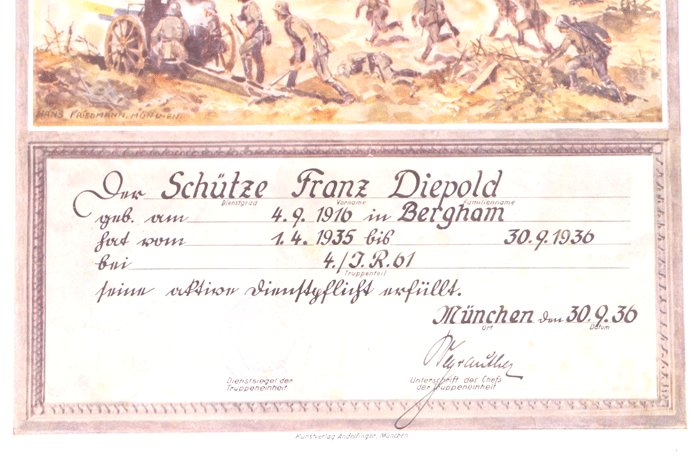 HANS FRIEDMANN, MÜNCHEN.
Der Schütze Franz Diepold
Dienstgrad Vorname Familienname
geb. am 4. 9. 1916 in Bergham
hat vom 1. 4. 1935 bis 30. 9. 1936
bei 4./J. R. 61
Truppenteil
seine aktive Dienstpflicht erfüllt.
München den 30. 9. 36
Ort Datum
Dienstsiegel der Truppeneinheit
Unterschrift des Chefs der Truppeneinheit
Kunstverlag Andelfinger, München